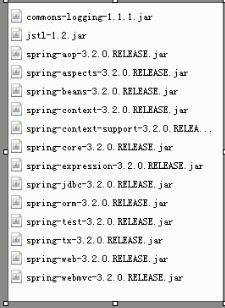 commons-logging-1.1.1.jar
jstl-1.2.jar
spring-aop-3.2.0.RELEASE.jar
spring-aspects-3.2.0.RELEASE.jar
spring-beans-3.2.0.RELEASE.jar
spring-context-3.2.0.RELEASE.jar
spring-context-support-3.2.0.RELEA...
spring-core-3.2.0.RELEASE.jar
spring-expression-3.2.0.RELEASE.jar
spring-jdbc-3.2.0.RELEASE.jar
spring-orm-3.2.0.RELEASE.jar
spring-test-3.2.0.RELEASE.jar
spring-tx-3.2.0.RELEASE.jar
spring-web-3.2.0.RELEASE.jar
spring-webmvc-3.2.0.RELEASE.jar